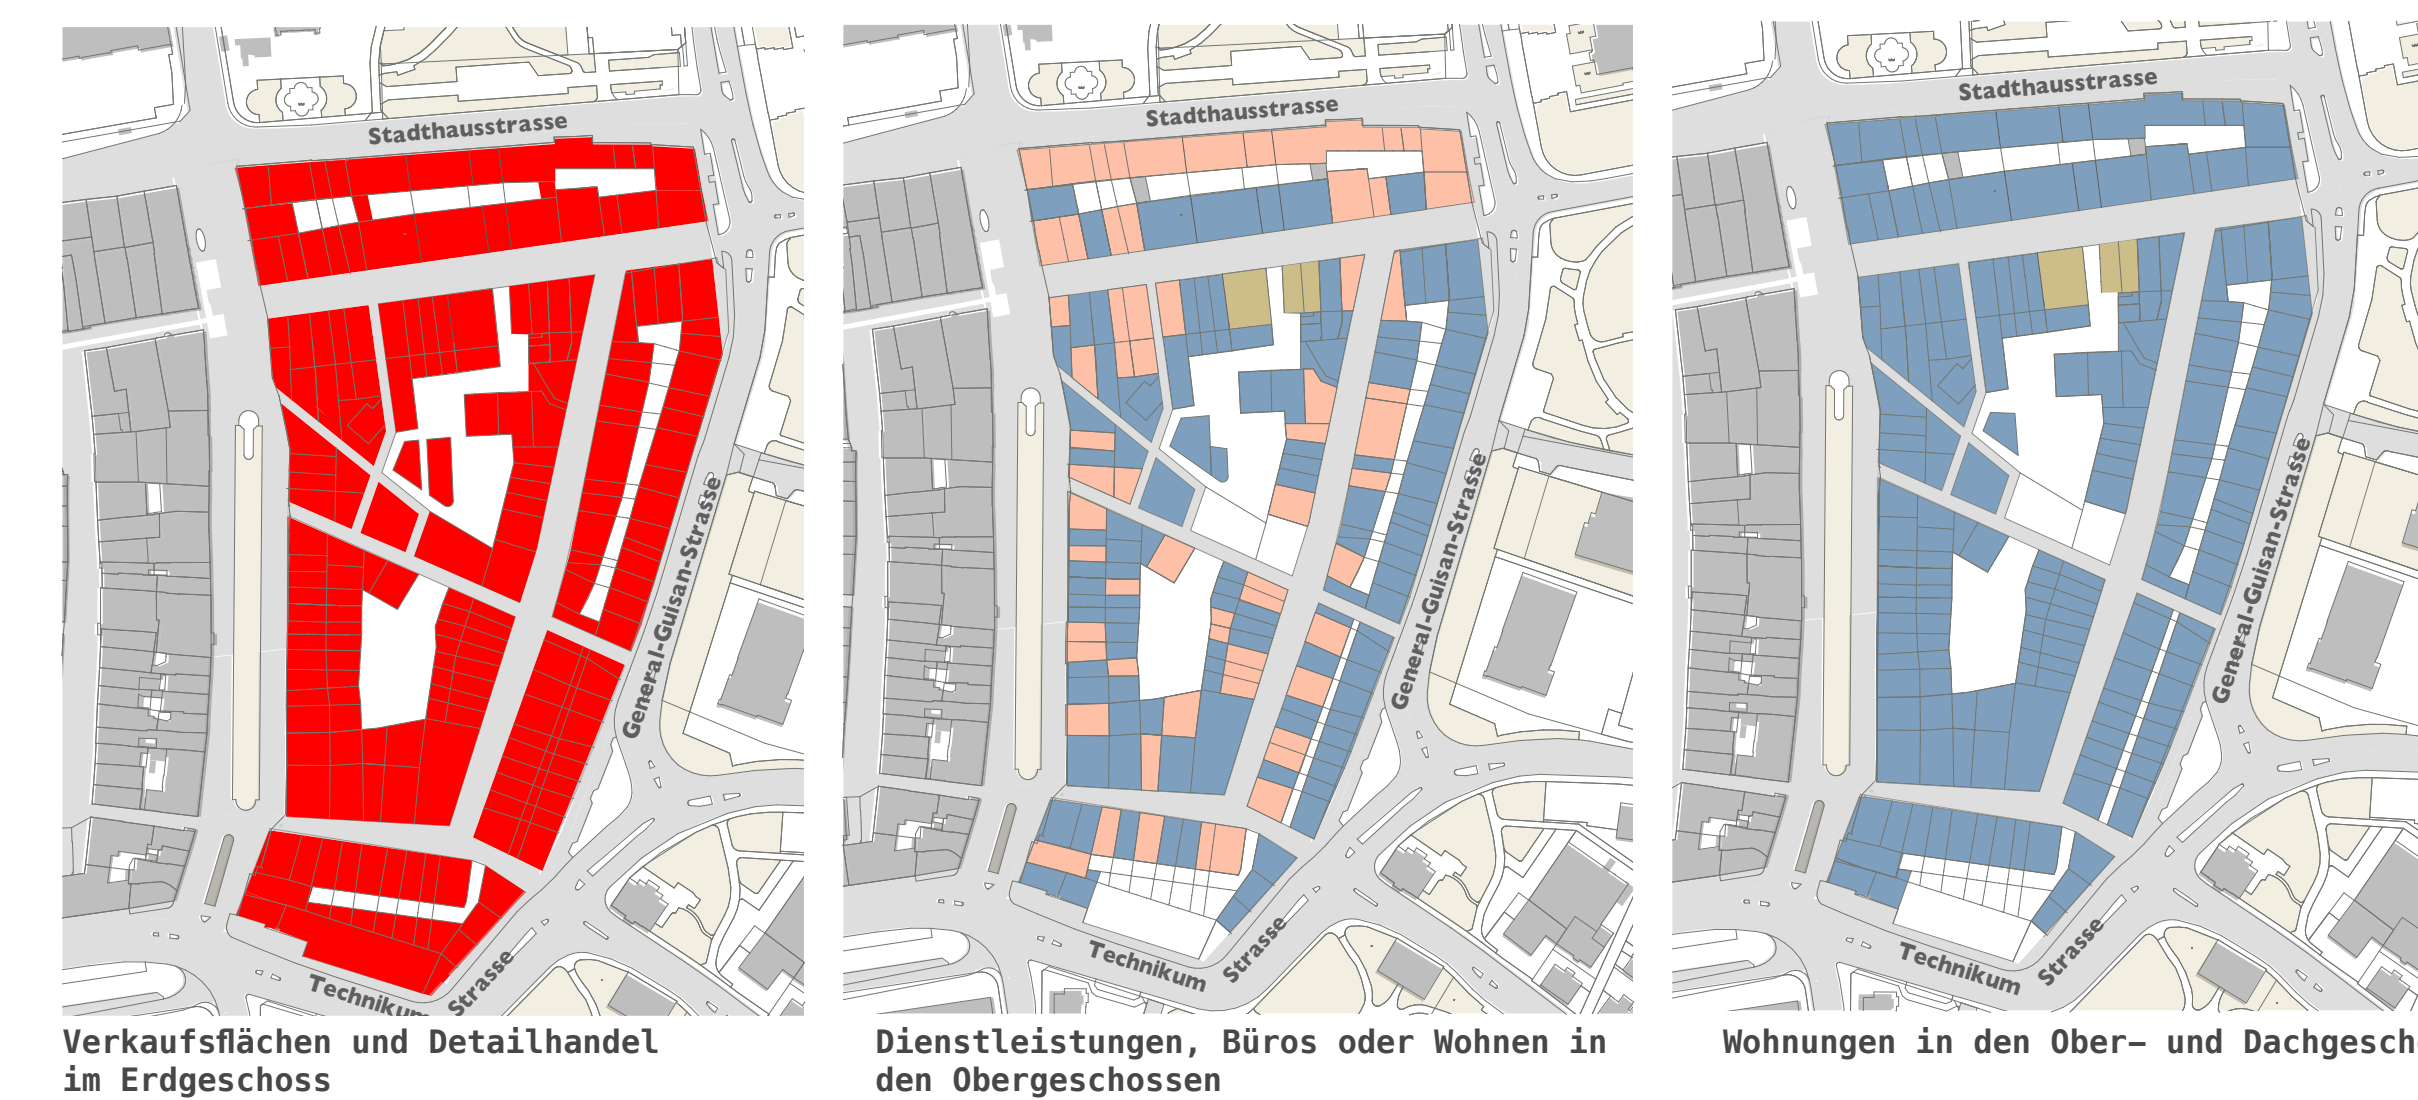 Stadthausstrasse
General-Guisan-Strasse
Technikum
Strasse
Verkaufsflächen und Detailhandel
im Erdgeschoss
Stadthausstrasse
General-Guisan-Strasse
Technikum
Strasse
Dienstleistungen, Büros oder Wohnen in
den Obergeschossen
Stadthausstrasse
General-Guisan-Strasse
Technikum
Strasse
Wohnungen in den Ober– und Dachgesch